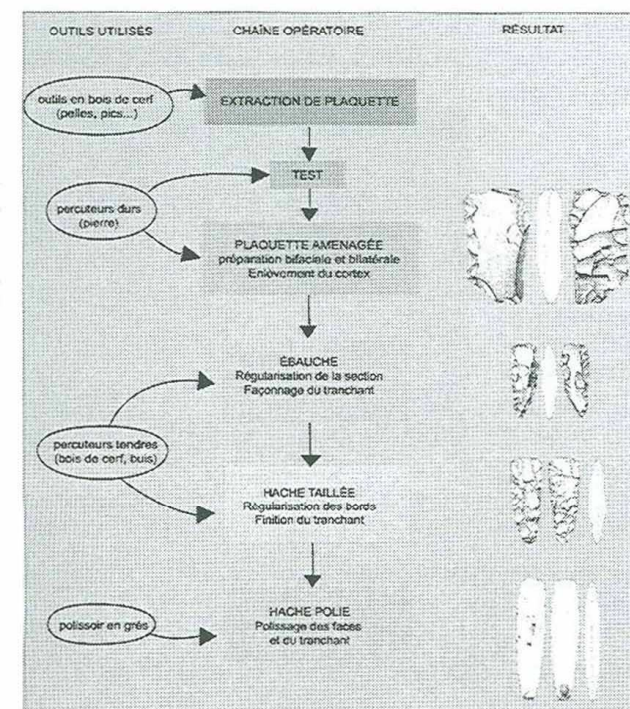 OUTILS UTILISÉS
CHAÎNE OPÉRATOIRE
RÉSULTAT
outils en bois de cerf
(pelles, pics...)
EXTRACTION DE PLAQUETTE
TEST
percuteurs durs
(pierre)
PLAQUETTE AMENAGÉE
préparation bifaciale et bilatérale
Enlèvement du cortex
ÉBAUCHE
Régularisation de la section
Façonnage du tranchant
percuteurs tendres
(bois de cerf, buis)
HACHE TAILLÉE
Régularisation des bords
Finition du tranchant
HACHE POLIE
Polissage des faces
et du tranchant
polissoir en grès